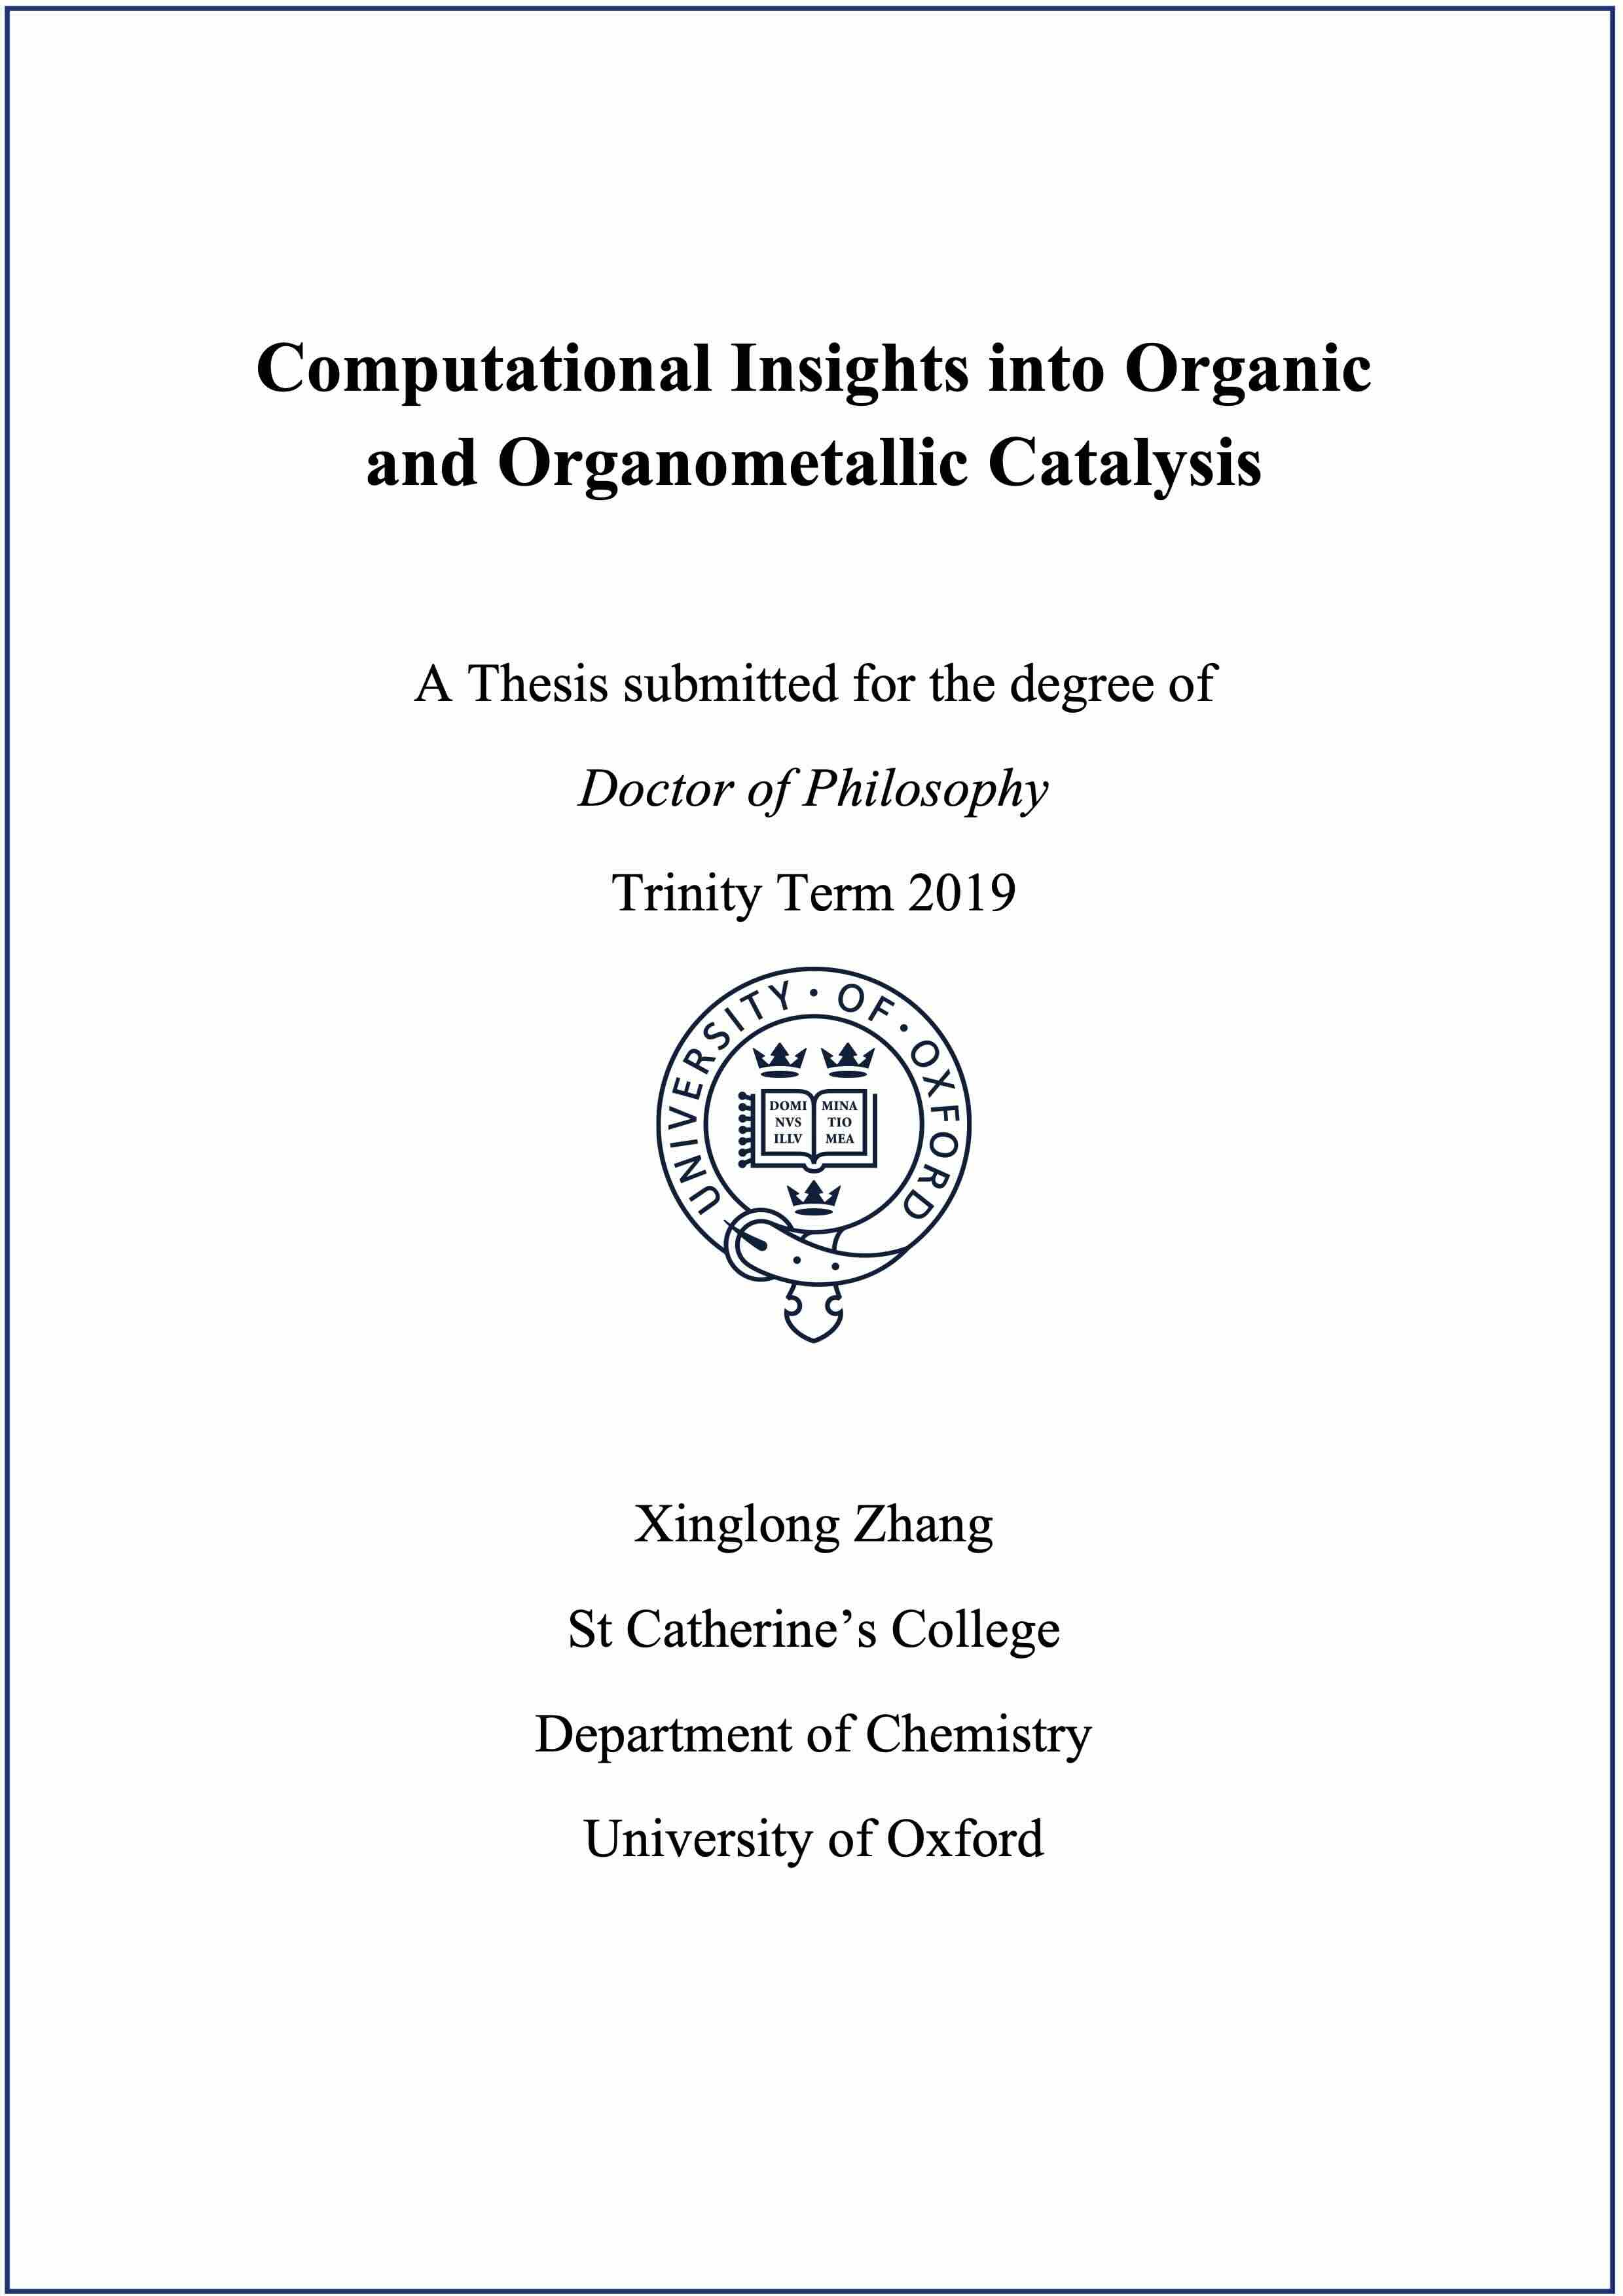 Computational Insights into Organic
and Organometallic Catalysis
A Thesis submitted for the degree of
Doctor of Philosophy
Trinity Term 2019
UNIVERSITY · OF · OXFORD
DOMI MINA
NVS TIO
ILLV MEA
Xinglong Zhang
St Catherine’s College
Department of Chemistry
University of Oxford